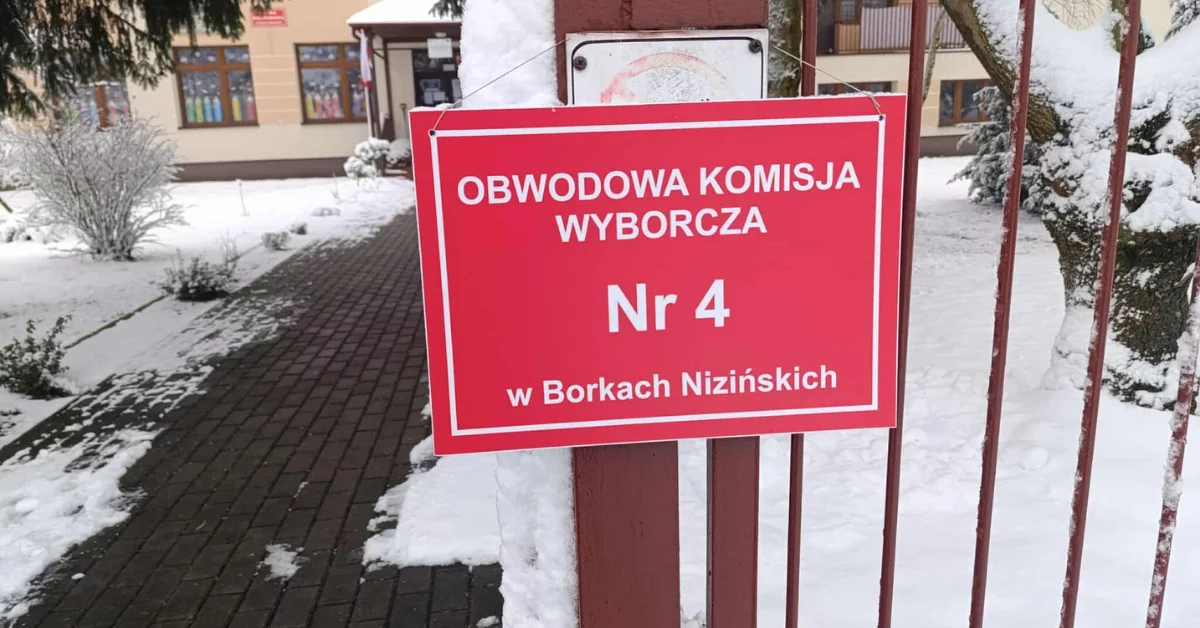 OBWODOWA KOMISJA
WYBORCZA
Nr 4
w Borkach Nizińskich